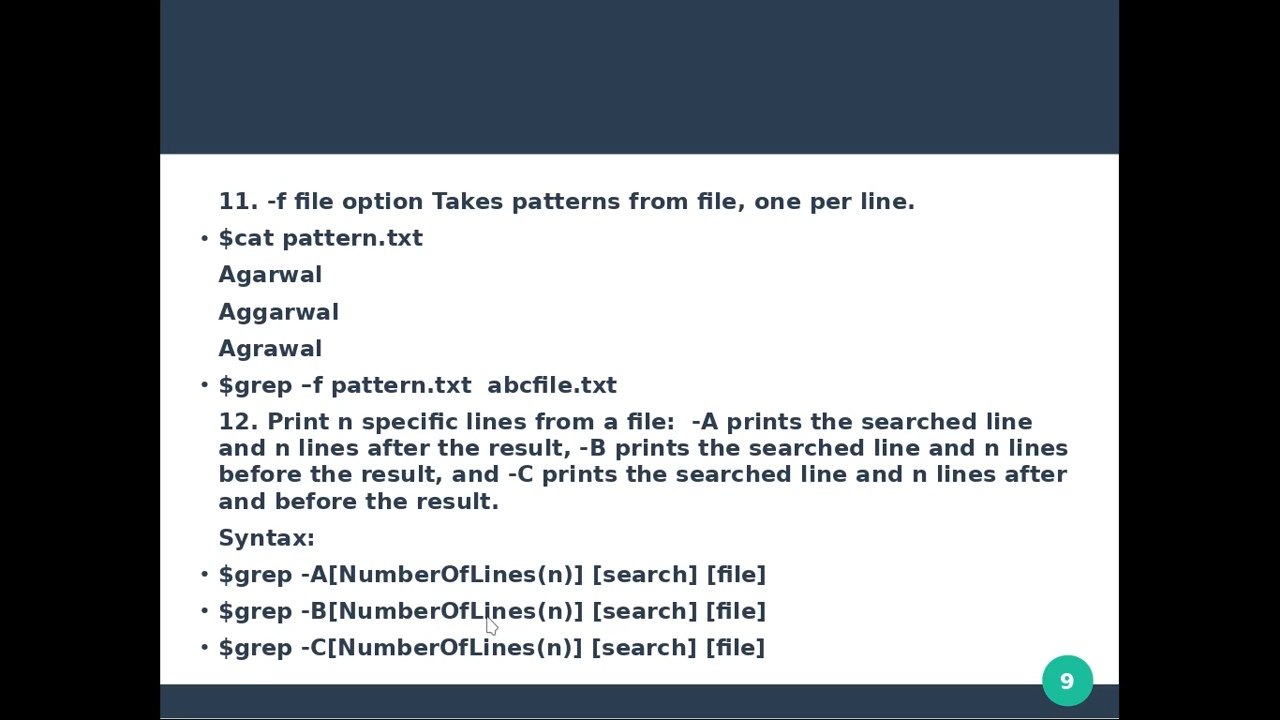 11. -f file option Takes patterns from file, one per line.
• $cat pattern.txt
Agarwal
Aggarwal
Agrawal
• $grep –f pattern.txt  abcfile.txt
12. Print n specific lines from a file:  -A prints the searched line
and n lines after the result, -B prints the searched line and n lines
before the result, and -C prints the searched line and n lines after
and before the result.
Syntax:
• $grep -A[NumberOfLines(n)] [search] [file]
• $grep -B[NumberOfLines(n)] [search] [file]
• $grep -C[NumberOfLines(n)] [search] [file]
9